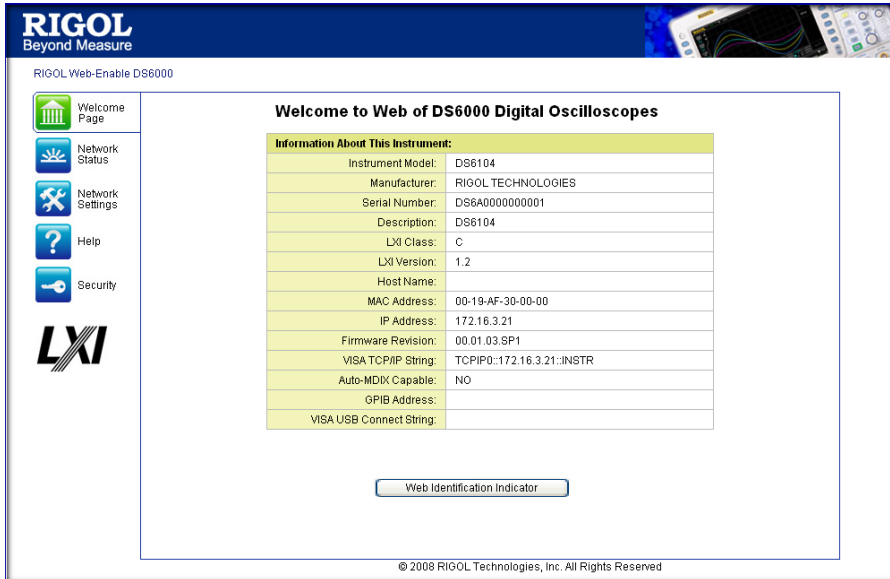 RIGOL
Beyond Measure
RIGOL Web-Enable DS6000
Welcome Page
Network Status
Network Settings
Help
Security
LXI
Welcome to Web of DS6000 Digital Oscilloscopes
Information About This Instrument:
Instrument Model: DS6104
Manufacturer: RIGOL TECHNOLOGIES
Serial Number: DS6A0000000001
Description: DS6104
LXI Class: C
LXI Version: 1.2
Host Name:
MAC Address: 00-19-AF-30-00-00
IP Address: 172.16.3.21
Firmware Revision: 00.01.03.SP1
VISA TCP/IP String: TCPIP0::172.16.3.21::INSTR
Auto-MDIX Capable: NO
GPIB Address:
VISA USB Connect String:
Web Identification Indicator
© 2008 RIGOL Technologies, Inc. All Rights Reserved